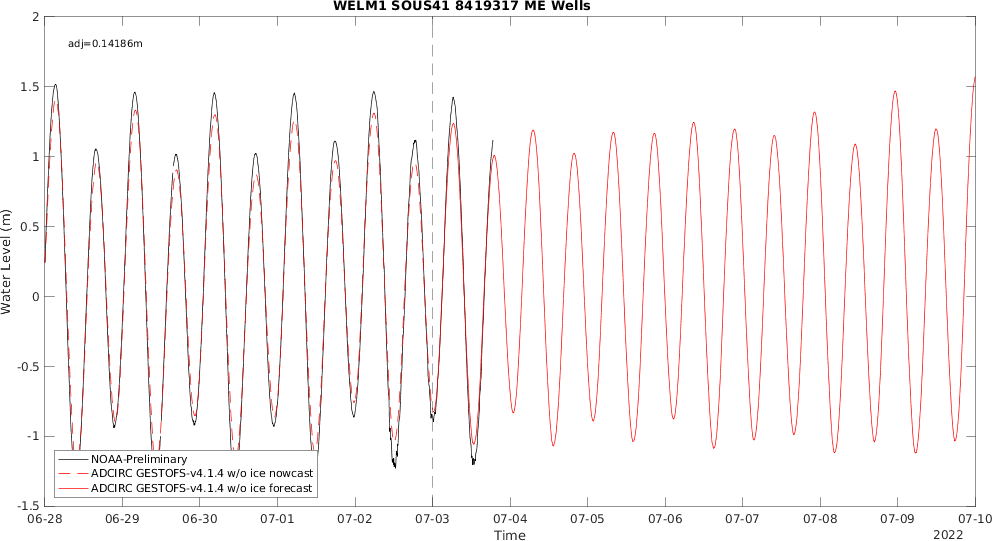 WELM1 SOUS41 8419317 ME Wells
adj=0.14186m
2
1.5
1
0.5
0
-0.5
-1
-1.5
Water Level (m)
NOAA-Preliminary
ADCIRC GESTOFS-v4.1.4 w/o ice nowcast
ADCIRC GESTOFS-v4.1.4 w/o ice forecast
06-28 06-29 06-30 07-01 07-02 07-03 07-04 07-05 07-06 07-07 07-08 07-09 07-10
Time
2022